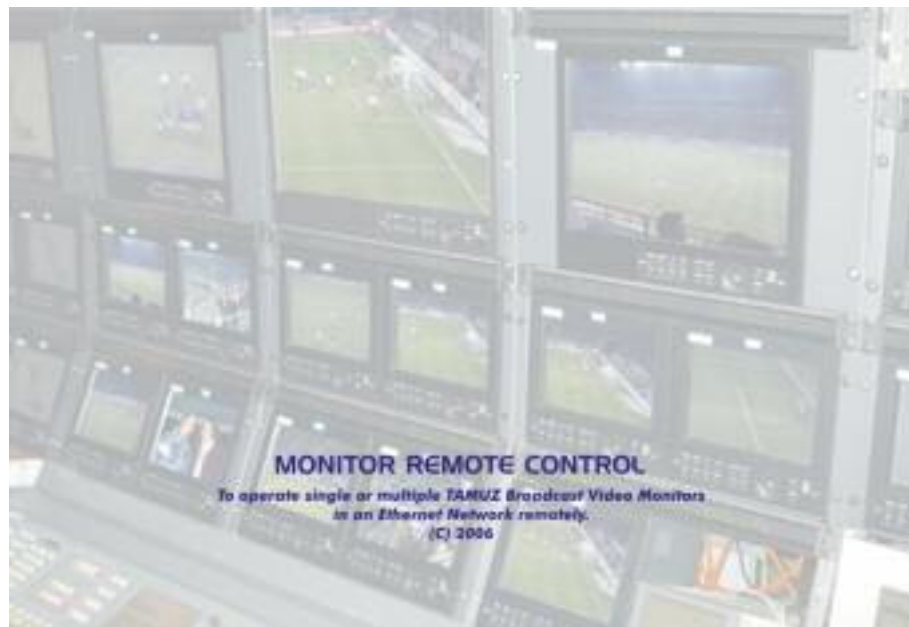 MONITOR REMOTE CONTROL
To operate single or multiple TAMUZ Broadcast Video Monitors
in an Ethernet Network remotely.
(C) 2006